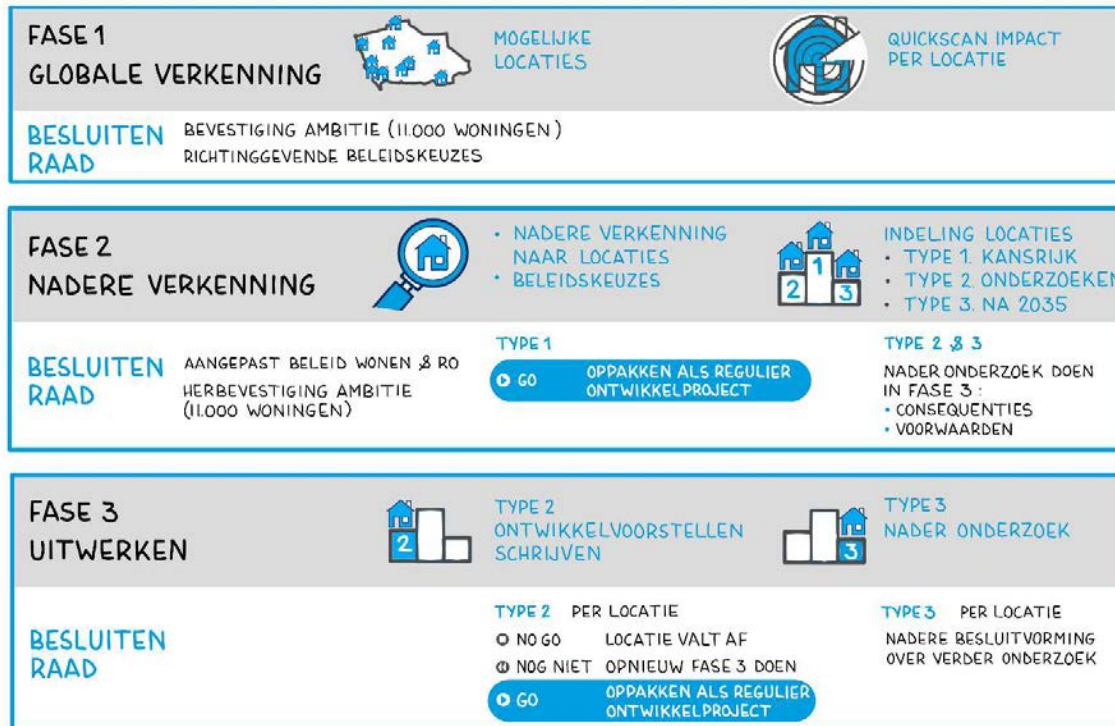 FASE 1
GLOBALE VERKENNING
MOGELIJKE
LOCATIES
QUICKSCAN IMPACT
PER LOCATIE
BESLUITEN
RAAD
BEVESTIGING AMBITIE (11.000 WONINGEN)
RICHTINGGEVENDE BELEIDSKEUZES
FASE 2
NADERE VERKENNING
• NADERE VERKENNING
NAAR LOCATIES
• BELEIDSKEUZES
1
2
3
INDELING LOCATIES
• TYPE 1. KANSRIJK
• TYPE 2. ONDERZOEKEN
• TYPE 3. NA 2035
BESLUITEN
RAAD
AANGEPAST BELEID WONEN & RO
HERBEVESTIGING AMBITIE
(11.000 WONINGEN)
TYPE 1
GO OPPAKKEN ALS REGULIER
ONTWIKKELPROJECT
TYPE 2 & 3
NADER ONDERZOEK DOEN
IN FASE 3 :
• CONSEQUENTIES
• VOORWAARDEN
FASE 3
UITWERKEN
2
TYPE 2
ONTWIKKELVOORSTELLEN
SCHRIJVEN
3
TYPE 3
NADER ONDERZOEK
BESLUITEN
RAAD
TYPE 2 PER LOCATIE
NO GO LOCATIE VALT AF
NOG NIET OPNIEUW FASE 3 DOEN
GO OPPAKKEN ALS REGULIER
ONTWIKKELPROJECT
TYPE 3 PER LOCATIE
NADERE BESLUITVORMING
OVER VERDER ONDERZOEK